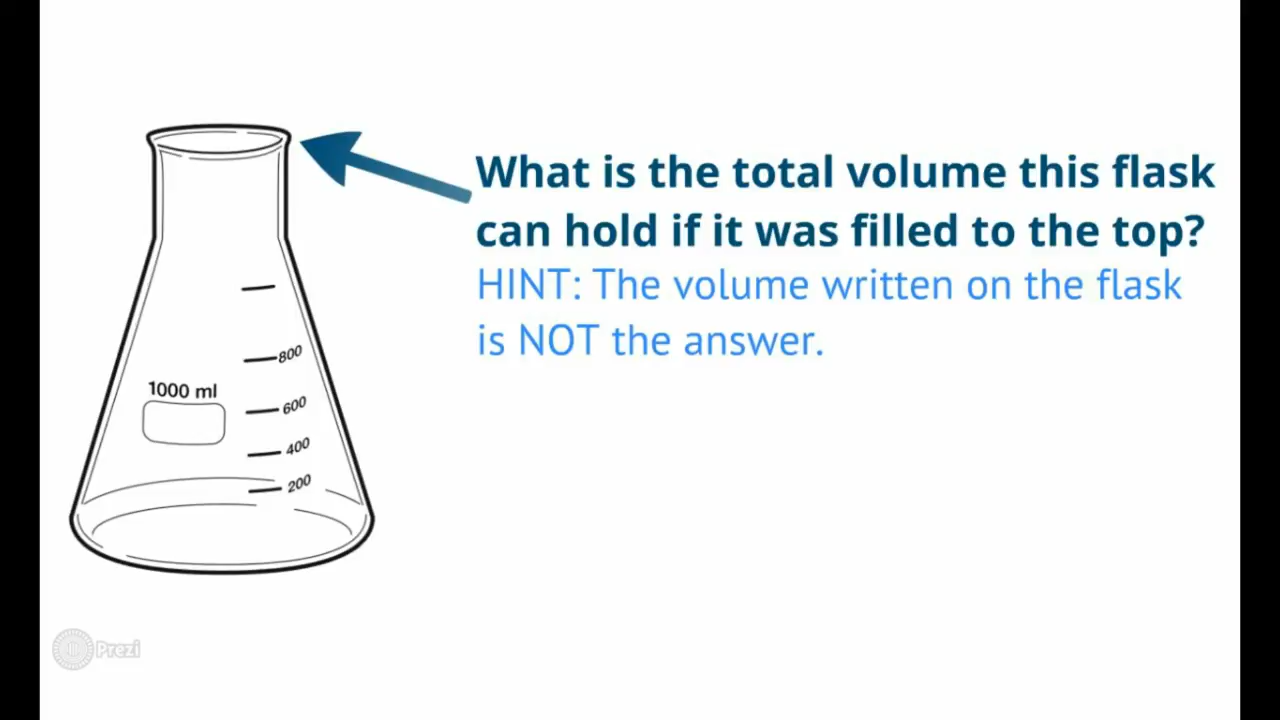 What is the total volume this flask
can hold if it was filled to the top?
HINT: The volume written on the flask
is NOT the answer.
800
1000 ml
600
400
200
Prezi